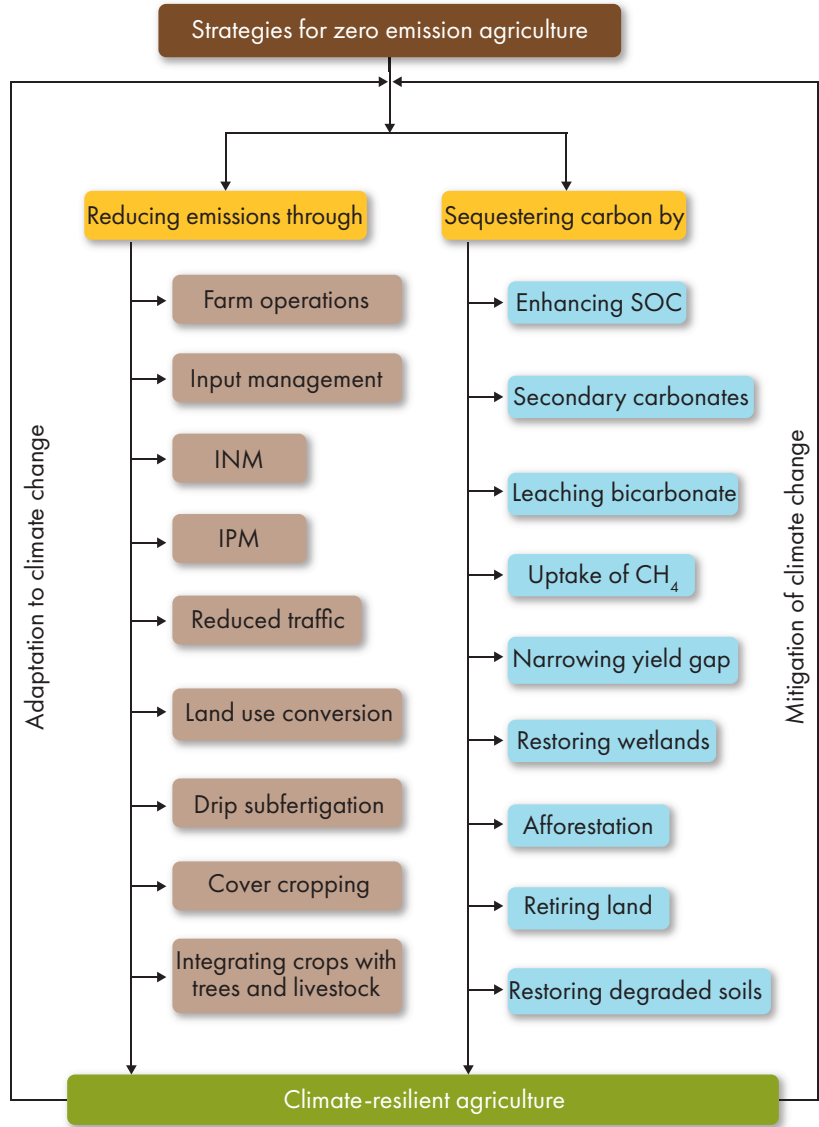 Strategies for zero emission agriculture
Reducing emissions through
Farm operations
Input management
INM
IPM
Reduced traffic
Land use conversion
Drip subfertigation
Cover cropping
Integrating crops with
trees and livestock
Sequestering carbon by
Enhancing SOC
Secondary carbonates
Leaching bicarbonate
Uptake of CH₄
Narrowing yield gap
Restoring wetlands
Afforestation
Retiring land
Restoring degraded soils
Adaptation to climate change
Mitigation of climate change
Climate-resilient agriculture